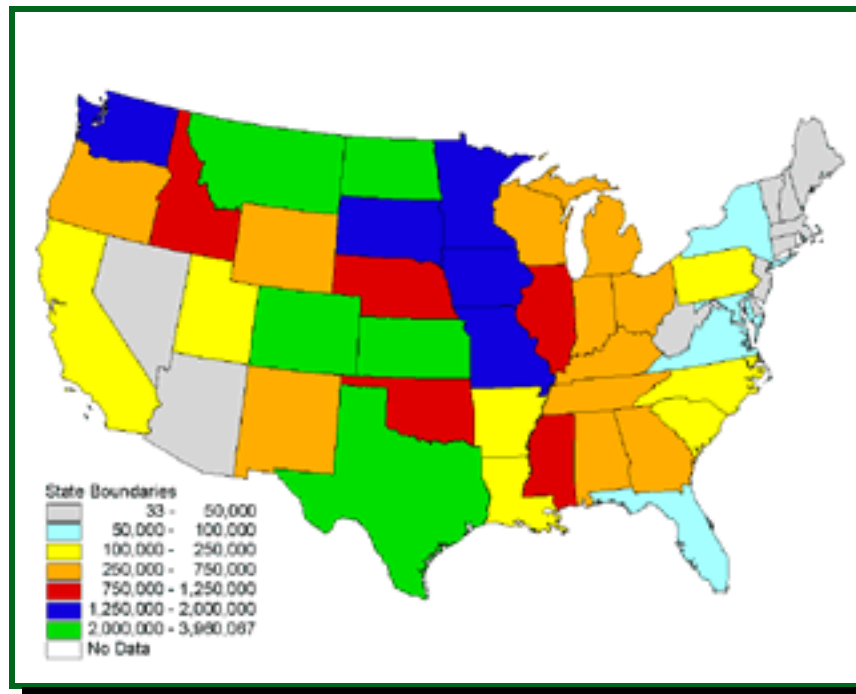 State Boundaries
33 - 50,000
50,000 - 100,000
100,000 - 250,000
250,000 - 750,000
750,000 - 1,250,000
1,250,000 - 2,000,000
2,000,000 - 3,960,067
No Data